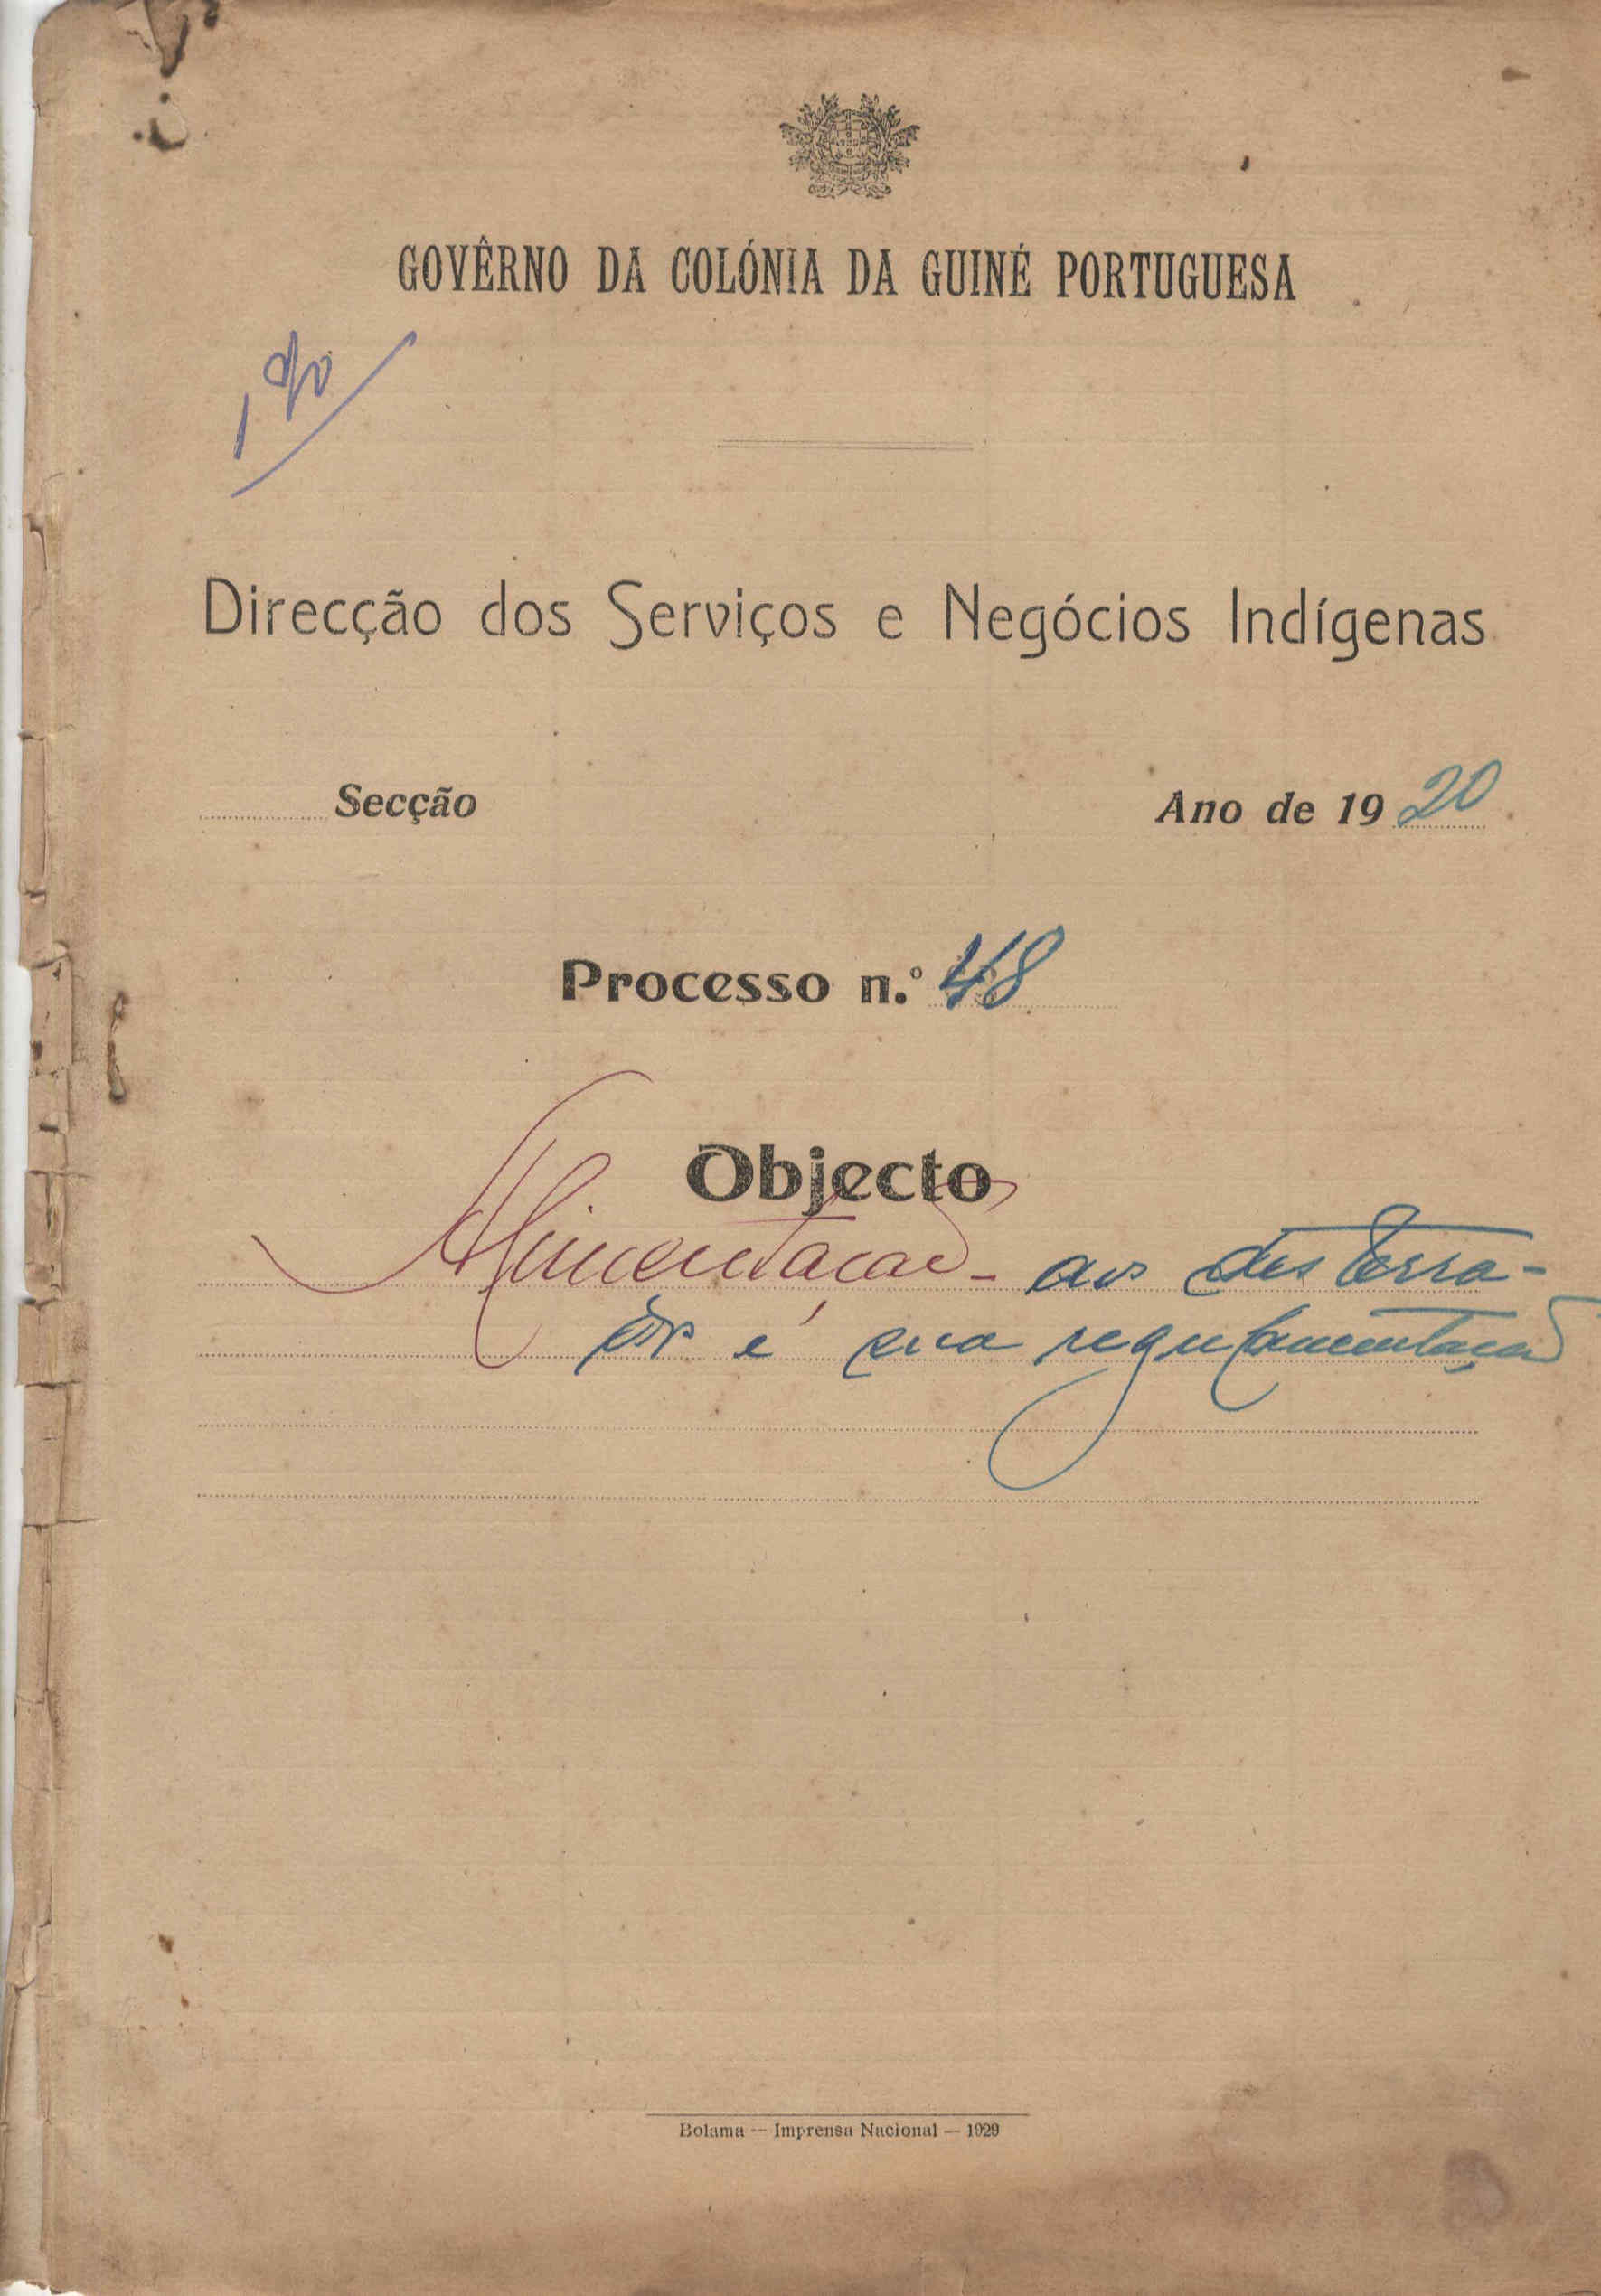 GOVÊRNO DA COLÓNIA DA GUINÉ PORTUGUESA
Direcção dos Serviços e Negócios Indígenas
Secção
Ano de 1920
Processo n.º 48
Objecto
Alimentação - aos desterra-
dos e sua regulamentação
Bolama — Imprensa Nacional — 1929